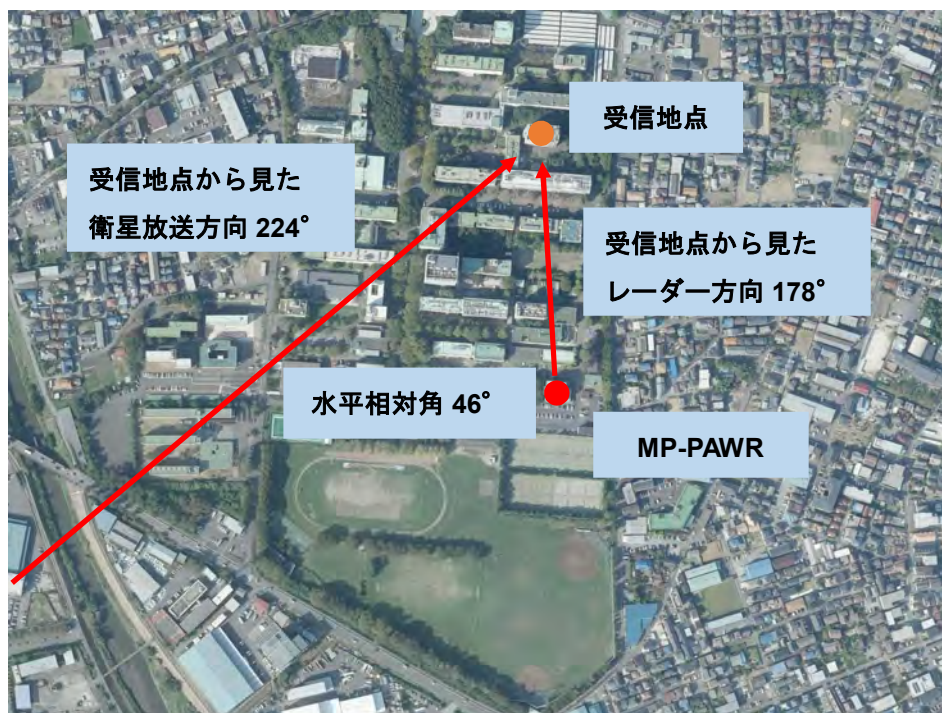 受信地点
受信地点から見た
衛星放送方向 224°
受信地点から見た
レーダー方向 178°
水平相対角 46°
MP-PAWR